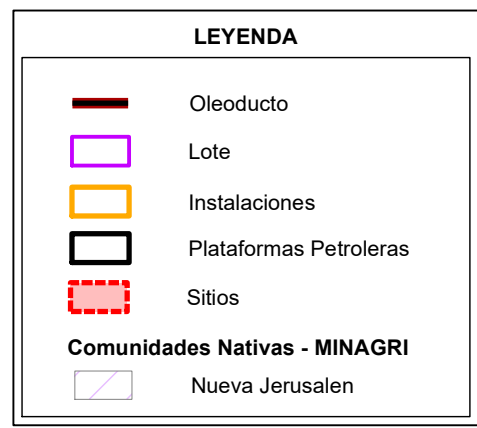 LEYENDA
Oleoducto
Lote
Instalaciones
Plataformas Petroleras
Sitios
Comunidades Nativas - MINAGRI
Nueva Jerusalen